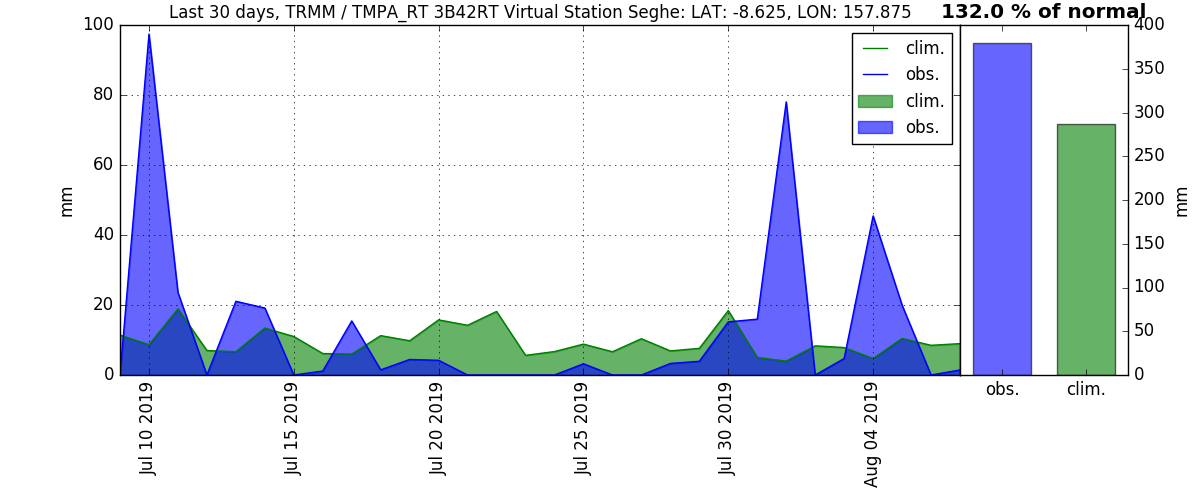 Last 30 days, TRMM / TMPA_RT 3B42RT Virtual Station Seghe: LAT: -8.625, LON: 157.875
132.0 % of normal
100
80
60
40
20
0
mm
clim.
obs.
clim.
obs.
Jul 10 2019
Jul 15 2019
Jul 20 2019
Jul 25 2019
Jul 30 2019
Aug 04 2019
400
350
300
250
200
150
100
50
0
mm
obs.
clim.